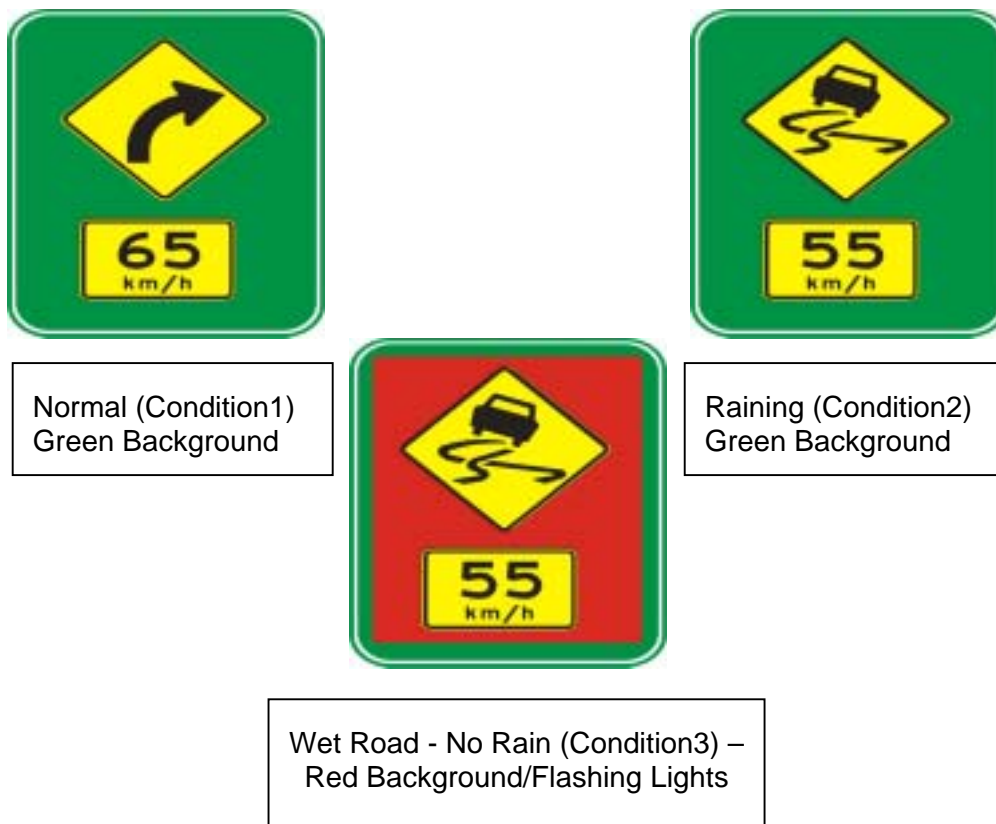 65
km/h
55
km/h
Normal (Condition1)
Green Background
Raining (Condition2)
Green Background
55
km/h
Wet Road - No Rain (Condition3) –
Red Background/Flashing Lights